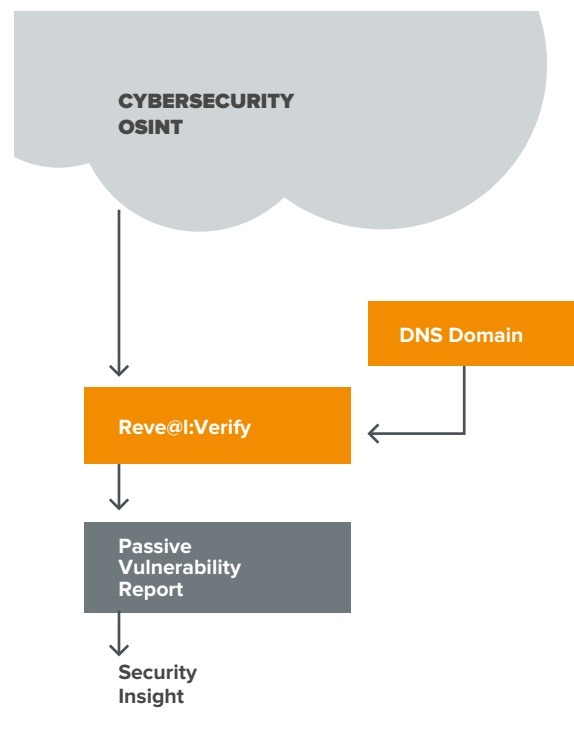 CYBERSECURITY
OSINT
DNS Domain
Reve@l:Verify
Passive
Vulnerability
Report
Security
Insight